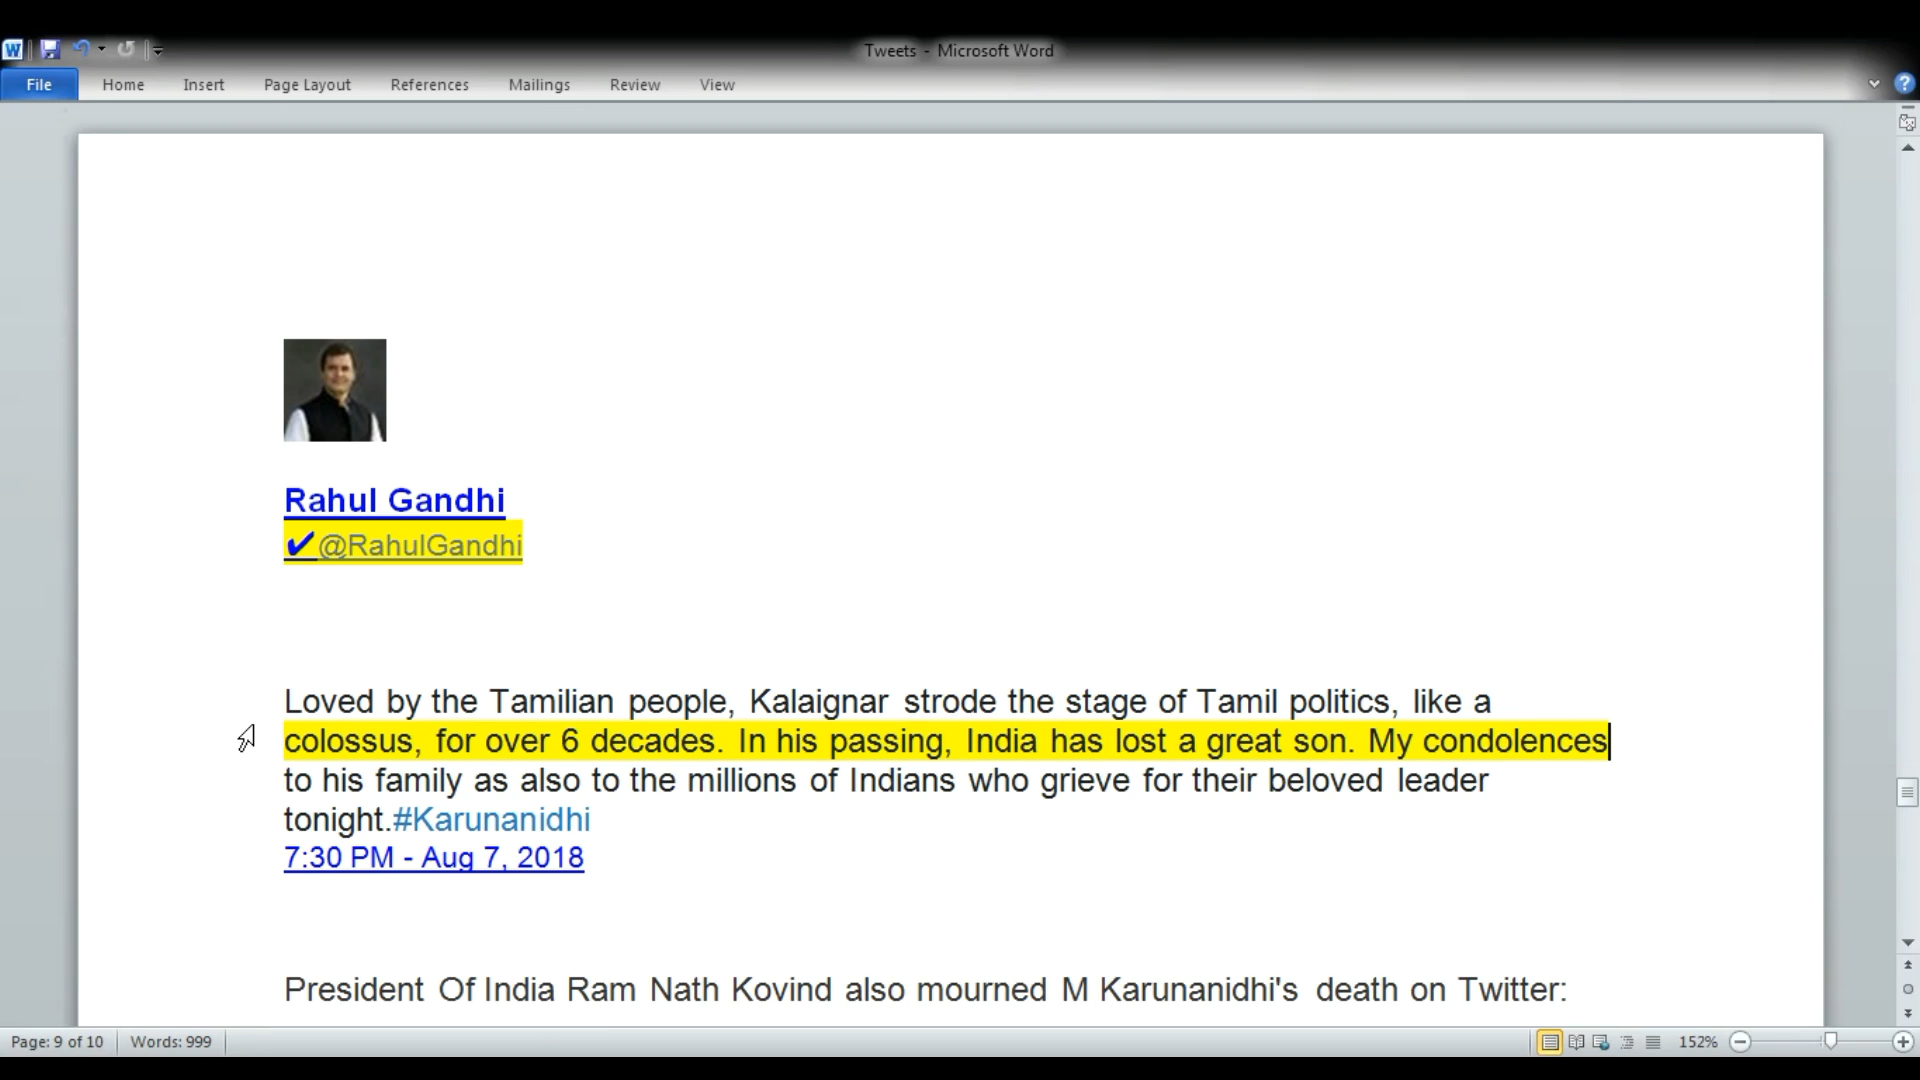 Tweets - Microsoft Word
File Home Insert Page Layout References Mailings Review View
Rahul Gandhi
✔@RahulGandhi
Loved by the Tamilian people, Kalaignar strode the stage of Tamil politics, like a
colossus, for over 6 decades. In his passing, India has lost a great son. My condolences
to his family as also to the millions of Indians who grieve for their beloved leader
tonight.#Karunanidhi
7:30 PM - Aug 7, 2018
President Of India Ram Nath Kovind also mourned M Karunanidhi's death on Twitter:
Page: 9 of 10 Words: 999 152%